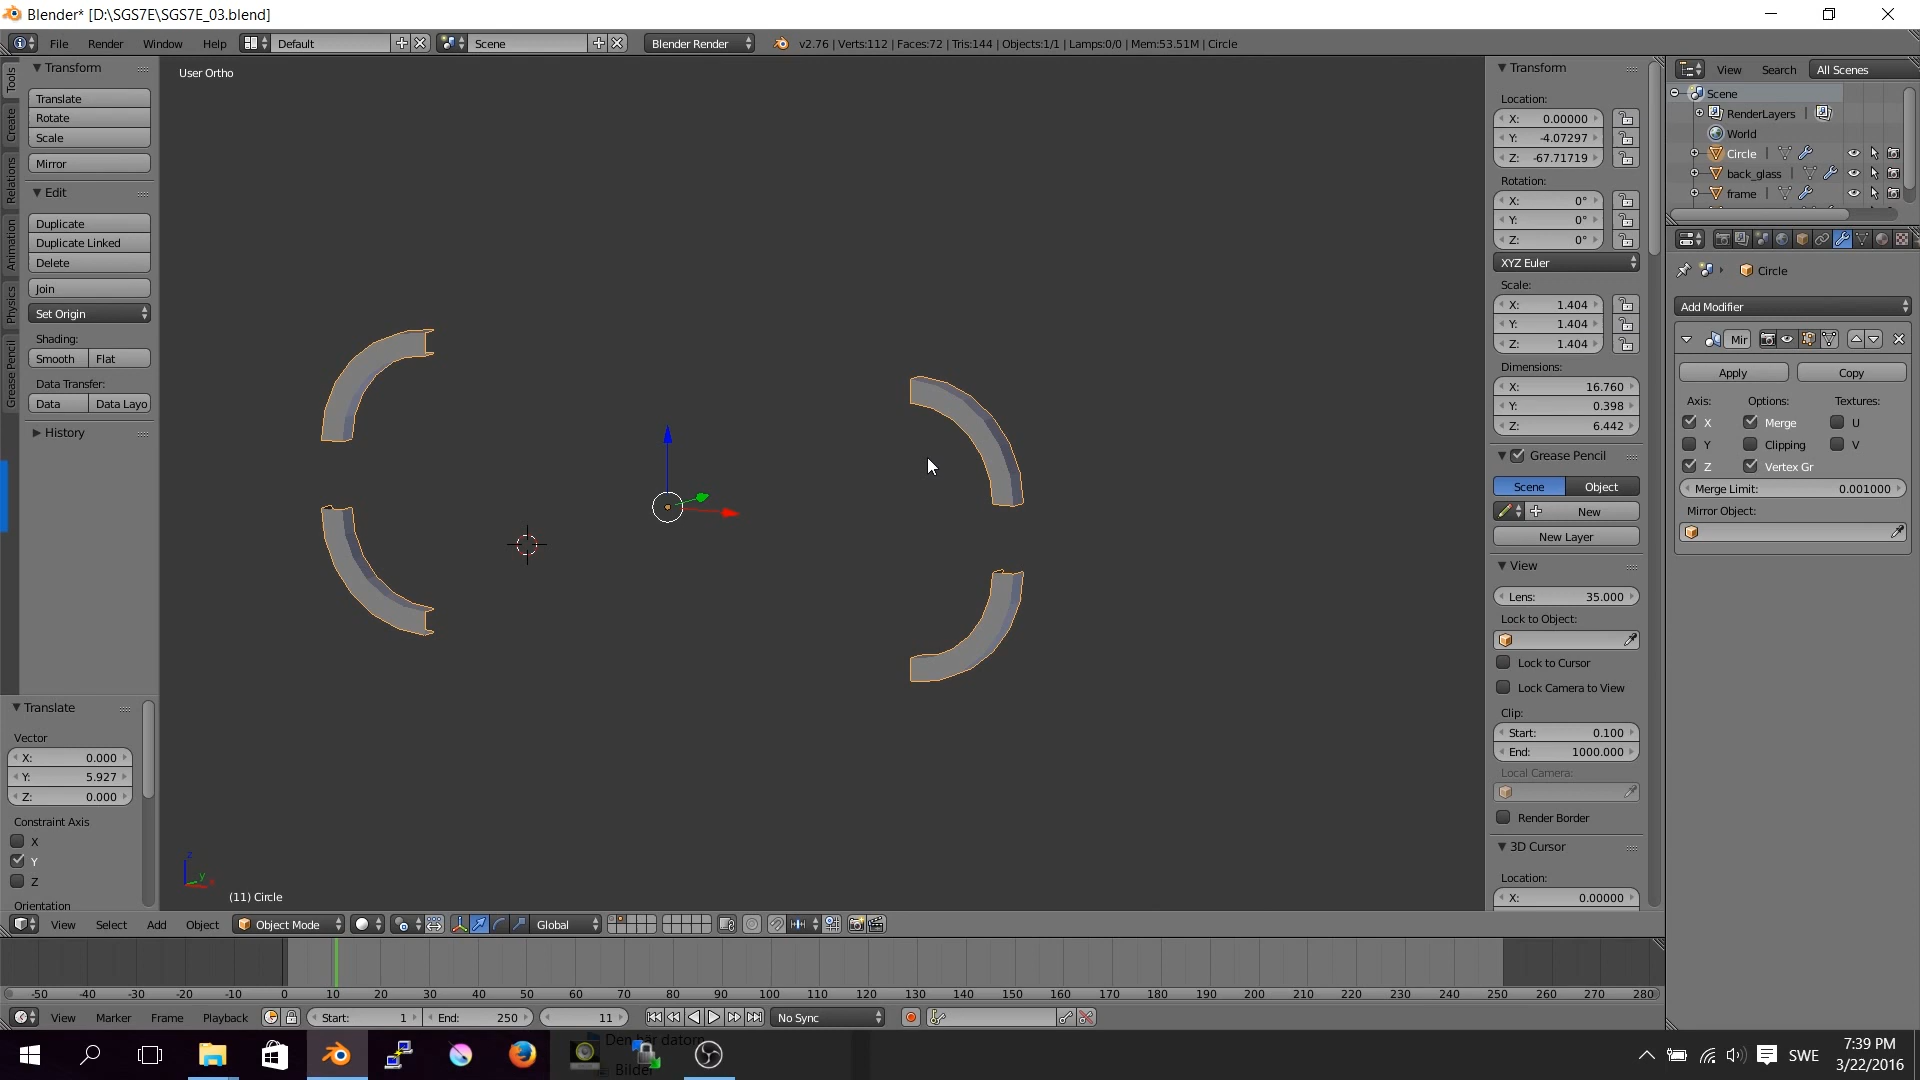 Blender* [D:\SGS7E\SGS7E_03.blend]
File Render Window Help Default Scene Blender Render v2.76 | Verts:112 | Faces:72 | Tris:144 | Objects:1/1 | Lamps:0/0 | Mem:53.51M | Circle
Tools
Create
Relations
Animation
Physics
Grease Pencil
Transform
Translate
Rotate
Scale
Mirror
Edit
Duplicate
Duplicate Linked
Delete
Join
Set Origin
Shading:
Smooth Flat
Data Transfer:
Data Data Layo
History
Translate
Vector
X: 0.000
Y: 5.927
Z: 0.000
Constraint Axis
X
Y
Z
Orientation
User Ortho
z
y
x
(11) Circle
Transform
Location:
X: 0.00000
Y: -4.07297
Z: -67.71719
Rotation:
X: 0°
Y: 0°
Z: 0°
XYZ Euler
Scale:
X: 1.404
Y: 1.404
Z: 1.404
Dimensions:
X: 16.760
Y: 0.398
Z: 6.442
Grease Pencil
Scene Object
New
New Layer
View
Lens: 35.000
Lock to Object:
Lock to Cursor
Lock Camera to View
Clip:
Start: 0.100
End: 1000.000
Local Camera:
Render Border
3D Cursor
Location:
X: 0.00000
View Search All Scenes
Scene
RenderLayers
World
Circle
back_glass
frame
Circle
Add Modifier
Mir
Apply Copy
Axis: Options: Textures:
X Merge U
Y Clipping V
Z Vertex Gr
Merge Limit: 0.001000
Mirror Object:
View Select Add Object Object Mode Global
-50 -40 -30 -20 -10 0 10 20 30 40 50 60 70 80 90 100 110 120 130 140 150 160 170 180 190 200 210 220 230 240 250 260 270 280
View Marker Frame Playback Start: 1 End: 250 11 No Sync
Den här datorn
Bilder
SWE
7:39 PM
3/22/2016